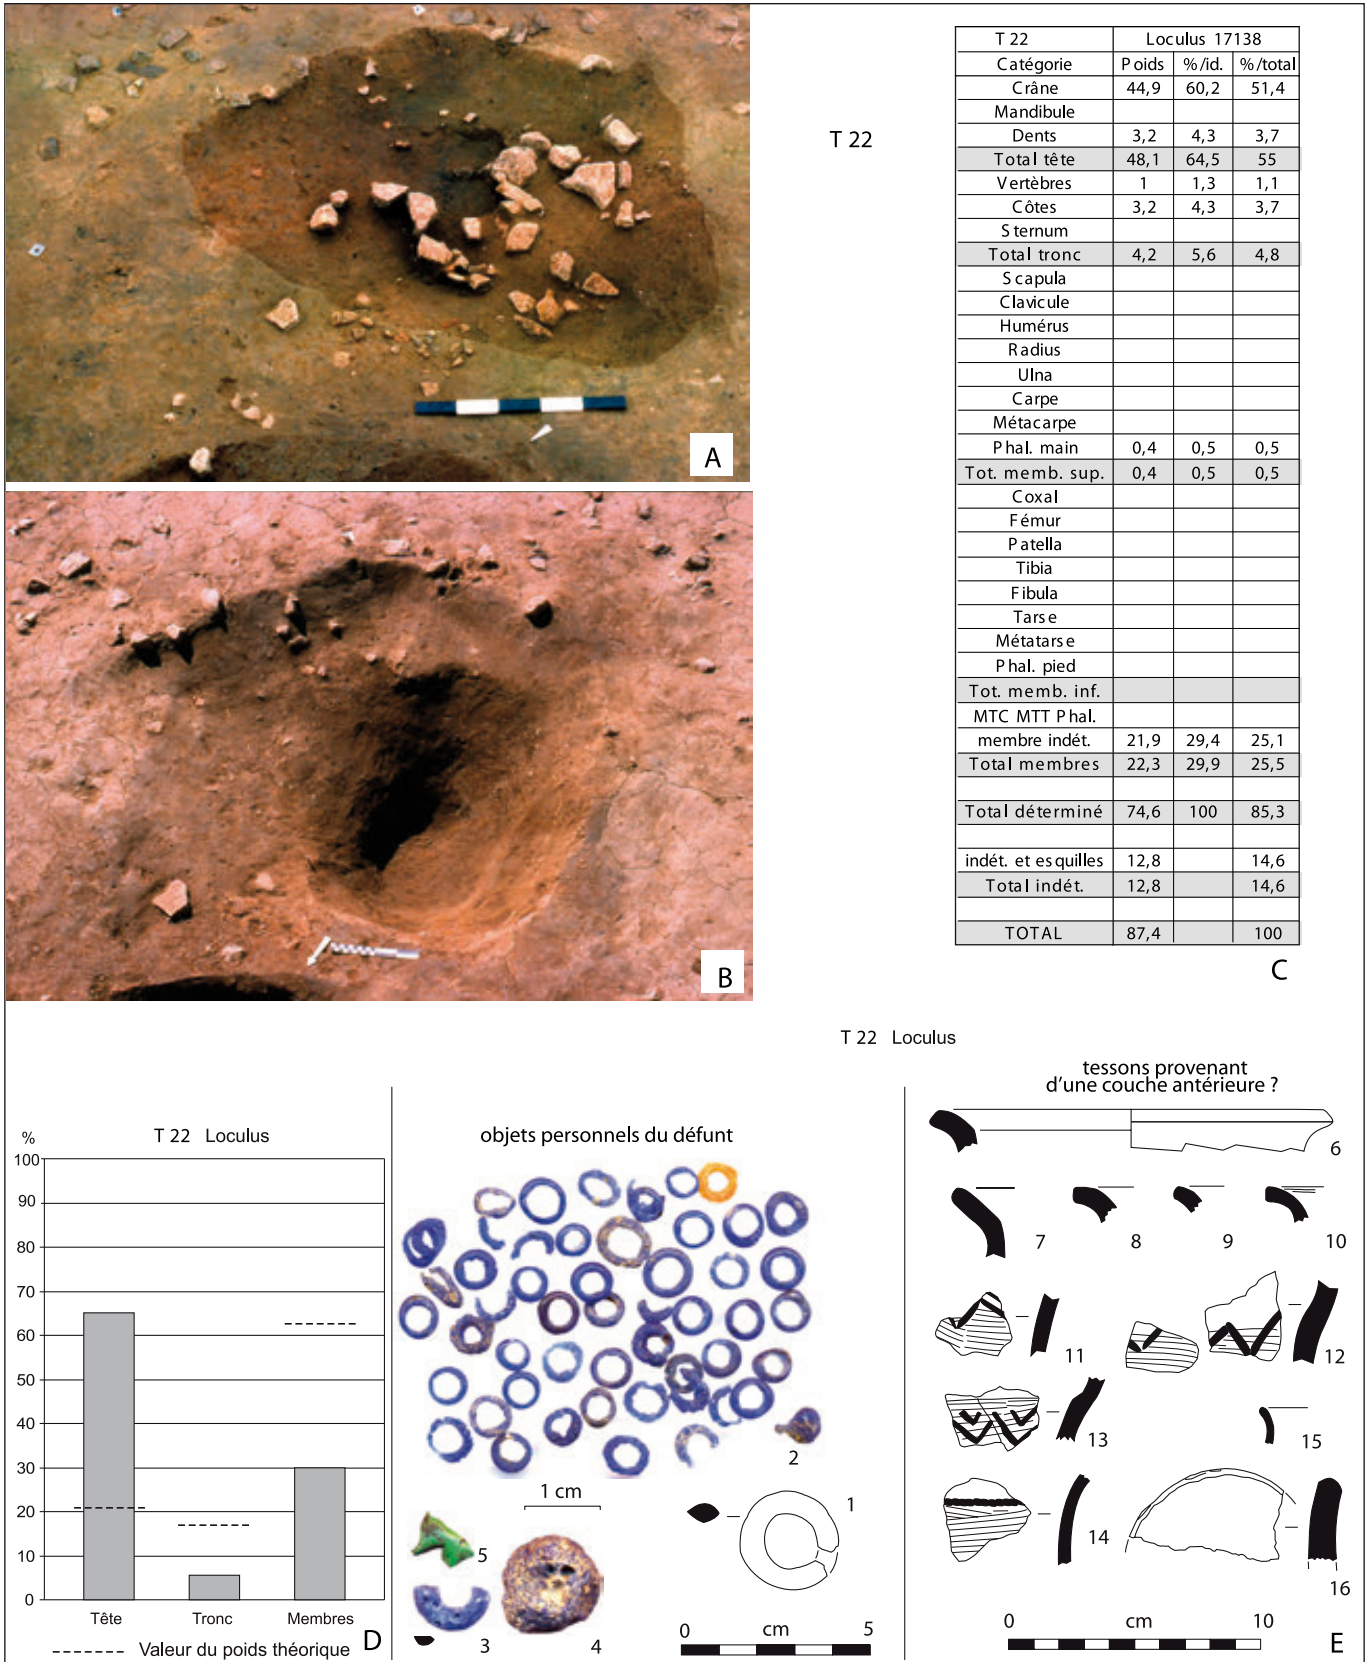 A
B
T 22
T 22 Loculus 17138
Catégorie Poids %/id. %/total
Crâne 44,9 60,2 51,4
Mandibule
Dents 3,2 4,3 3,7
Total tête 48,1 64,5 55
Vertèbres 1 1,3 1,1
Côtes 3,2 4,3 3,7
Sternum
Total tronc 4,2 5,6 4,8
Scapula
Clavicule
Humérus
Radius
Ulna
Carpe
Métacarpe
Phal. main 0,4 0,5 0,5
Tot. memb. sup. 0,4 0,5 0,5
Coxal
Fémur
Patella
Tibia
Fibula
Tarse
Métatarse
Phal. pied
Tot. memb. inf.
MTC MTT Phal.
membre indét. 21,9 29,4 25,1
Total membres 22,3 29,9 25,5
Total déterminé 74,6 100 85,3
indét. et esquilles 12,8 14,6
Total indét. 12,8 14,6
TOTAL 87,4 100
C
T 22 Loculus
% T 22 Loculus
100
90
80
70
60
50
40
30
20
10
0
Tête Tronc Membres
Valeur du poids théorique
D
objets personnels du défunt
2
1 cm
1
5
3
4
0 cm 5
tessons provenant
d'une couche antérieure ?
6
7 8 9 10
11 12
13 15
14 16
0 cm 10
E